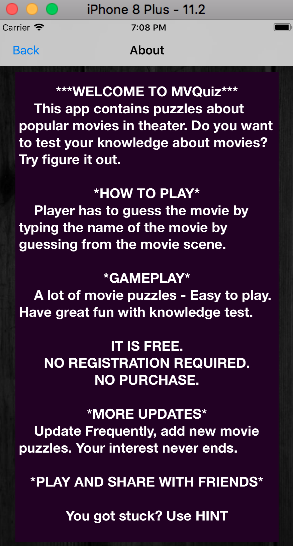 iPhone 8 Plus - 11.2
Carrier 7:08 PM
Back About
***WELCOME TO MVQuiz***
This app contains puzzles about
popular movies in theater. Do you want
to test your knowledge about movies?
Try figure it out.
*HOW TO PLAY*
Player has to guess the movie by
typing the name of the movie by
guessing from the movie scene.
*GAMEPLAY*
A lot of movie puzzles - Easy to play.
Have great fun with knowledge test.
IT IS FREE.
NO REGISTRATION REQUIRED.
NO PURCHASE.
*MORE UPDATES*
Update Frequently, add new movie
puzzles. Your interest never ends.
*PLAY AND SHARE WITH FRIENDS*
You got stuck? Use HINT